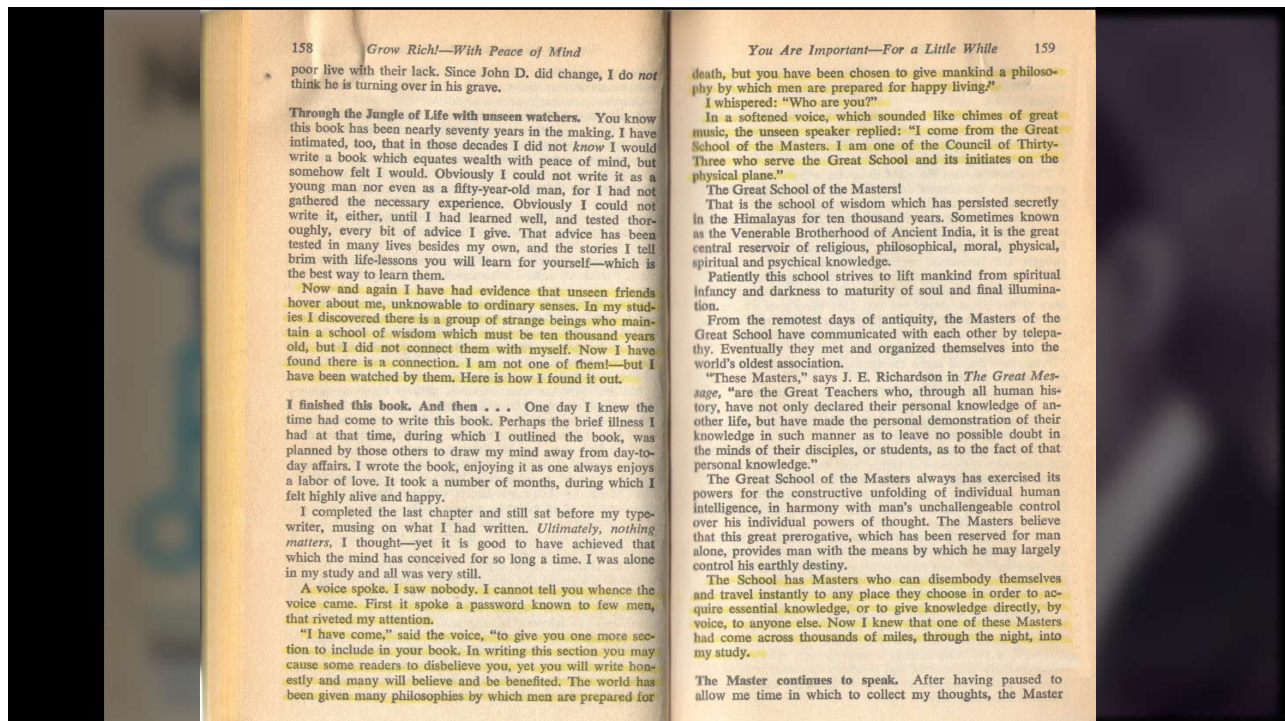 158 Grow Rich!—With Peace of Mind
poor live with their lack. Since John D. did change, I do not
think he is turning over in his grave.
Through the Jungle of Life with unseen watchers. You know
this book has been nearly seventy years in the making. I have
intimated, too, that in those decades I did not know I would
write a book which equates wealth with peace of mind, but
somehow felt I would. Obviously I could not write it as a
young man nor even as a fifty-year-old man, for I had not
gathered the necessary experience. Obviously I could not
write it, either, until I had learned well, and tested thor-
oughly, every bit of advice I give. That advice has been
tested in many lives besides my own, and the stories I tell
brim with life-lessons you will learn for yourself—which is
the best way to learn them.
Now and again I have had evidence that unseen friends
hover about me, unknowable to ordinary senses. In my stud-
ies I discovered there is a group of strange beings who main-
tain a school of wisdom which must be ten thousand years
old, but I did not connect them with myself. Now I have
found there is a connection. I am not one of them!—but I
have been watched by them. Here is how I found it out.
I finished this book. And then . . . One day I knew the
time had come to write this book. Perhaps the brief illness I
had at that time, during which I outlined the book, was
planned by those others to draw my mind away from day-to-
day affairs. I wrote the book, enjoying it as one always enjoys
a labor of love. It took a number of months, during which I
felt highly alive and happy.
I completed the last chapter and still sat before my type-
writer, musing on what I had written. Ultimately, nothing
matters, I thought—yet it is good to have achieved that
which the mind has conceived for so long a time. I was alone
in my study and all was very still.
A voice spoke. I saw nobody. I cannot tell you whence the
voice came. First it spoke a password known to few men,
that riveted my attention.
"I have come," said the voice, "to give you one more sec-
tion to include in your book. In writing this section you may
cause some readers to disbelieve you, yet you will write hon-
estly and many will believe and be benefited. The world has
been given many philosophies by which men are prepared for
You Are Important—For a Little While 159
death, but you have been chosen to give mankind a philoso-
phy by which men are prepared for happy living."
I whispered: "Who are you?"
In a softened voice, which sounded like chimes of great
music, the unseen speaker replied: "I come from the Great
School of the Masters. I am one of the Council of Thirty-
Three who serve the Great School and its initiates on the
physical plane."
The Great School of the Masters!
That is the school of wisdom which has persisted secretly
in the Himalayas for ten thousand years. Sometimes known
as the Venerable Brotherhood of Ancient India, it is the great
central reservoir of religious, philosophical, moral, physical,
spiritual and psychical knowledge.
Patiently this school strives to lift mankind from spiritual
infancy and darkness to maturity of soul and final illumina-
tion.
From the remotest days of antiquity, the Masters of the
Great School have communicated with each other by telepa-
thy. Eventually they met and organized themselves into the
world's oldest association.
"These Masters," says J. E. Richardson in The Great Mes-
sage, "are the Great Teachers who, through all human his-
tory, have not only declared their personal knowledge of an-
other life, but have made the personal demonstration of their
knowledge in such manner as to leave no possible doubt in
the minds of their disciples, or students, as to the fact of that
personal knowledge."
The Great School of the Masters always has exercised its
powers for the constructive unfolding of individual human
intelligence, in harmony with man's unchallengeable control
over his individual powers of thought. The Masters believe
that this great prerogative, which has been reserved for man
alone, provides man with the means by which he may largely
control his earthly destiny.
The School has Masters who can disembody themselves
and travel instantly to any place they choose in order to ac-
quire essential knowledge, or to give knowledge directly, by
voice, to anyone else. Now I knew that one of these Masters
had come across thousands of miles, through the night, into
my study.
The Master continues to speak. After having paused to
allow me time in which to collect my thoughts, the Master